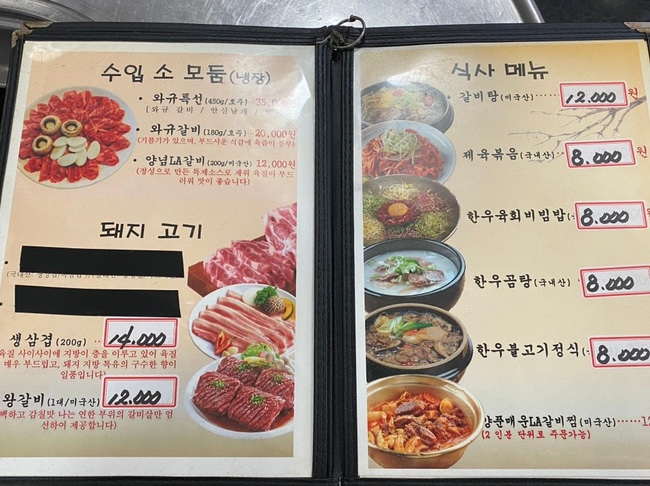 수입 소 모둠(냉장)
• 와규특선(450g/호주) 35,000
[와규 갈비 / 안심날개 /
• 와규갈비(180g/호주) 20,000원
(기름기가 있으며, 부드사운 식감에 육즙이 풍부)
• 양념LA갈비(200g/미국산) 12,000원
(정성으로 만든 특제소스로 재워 육질이 부드
러워 맛이 좋습니다)
돼지 고기
생삼겹(200g) 14.000
육질 사이사이에 지방이 층을 이루고 있어 육질
매우 부드럽고, 돼지 지방 특유의 구수한 향이
일품입니다)
왕갈비(1대/미국산) 12.000
백하고 감칠맛 나는 연한 부위의 갈비살만 엄
선하여 제공합니다)
식사 메뉴
• 갈비탕(미국산) 12.000원
제육볶음(국내산) 8.000원
한우육회비빔밥 8.000
한우곰탕(국내산) 8.000
한우불고기정식 8.000
양푼매운LA갈비찜(미국산)
(2 인분 단위로 주문가능)